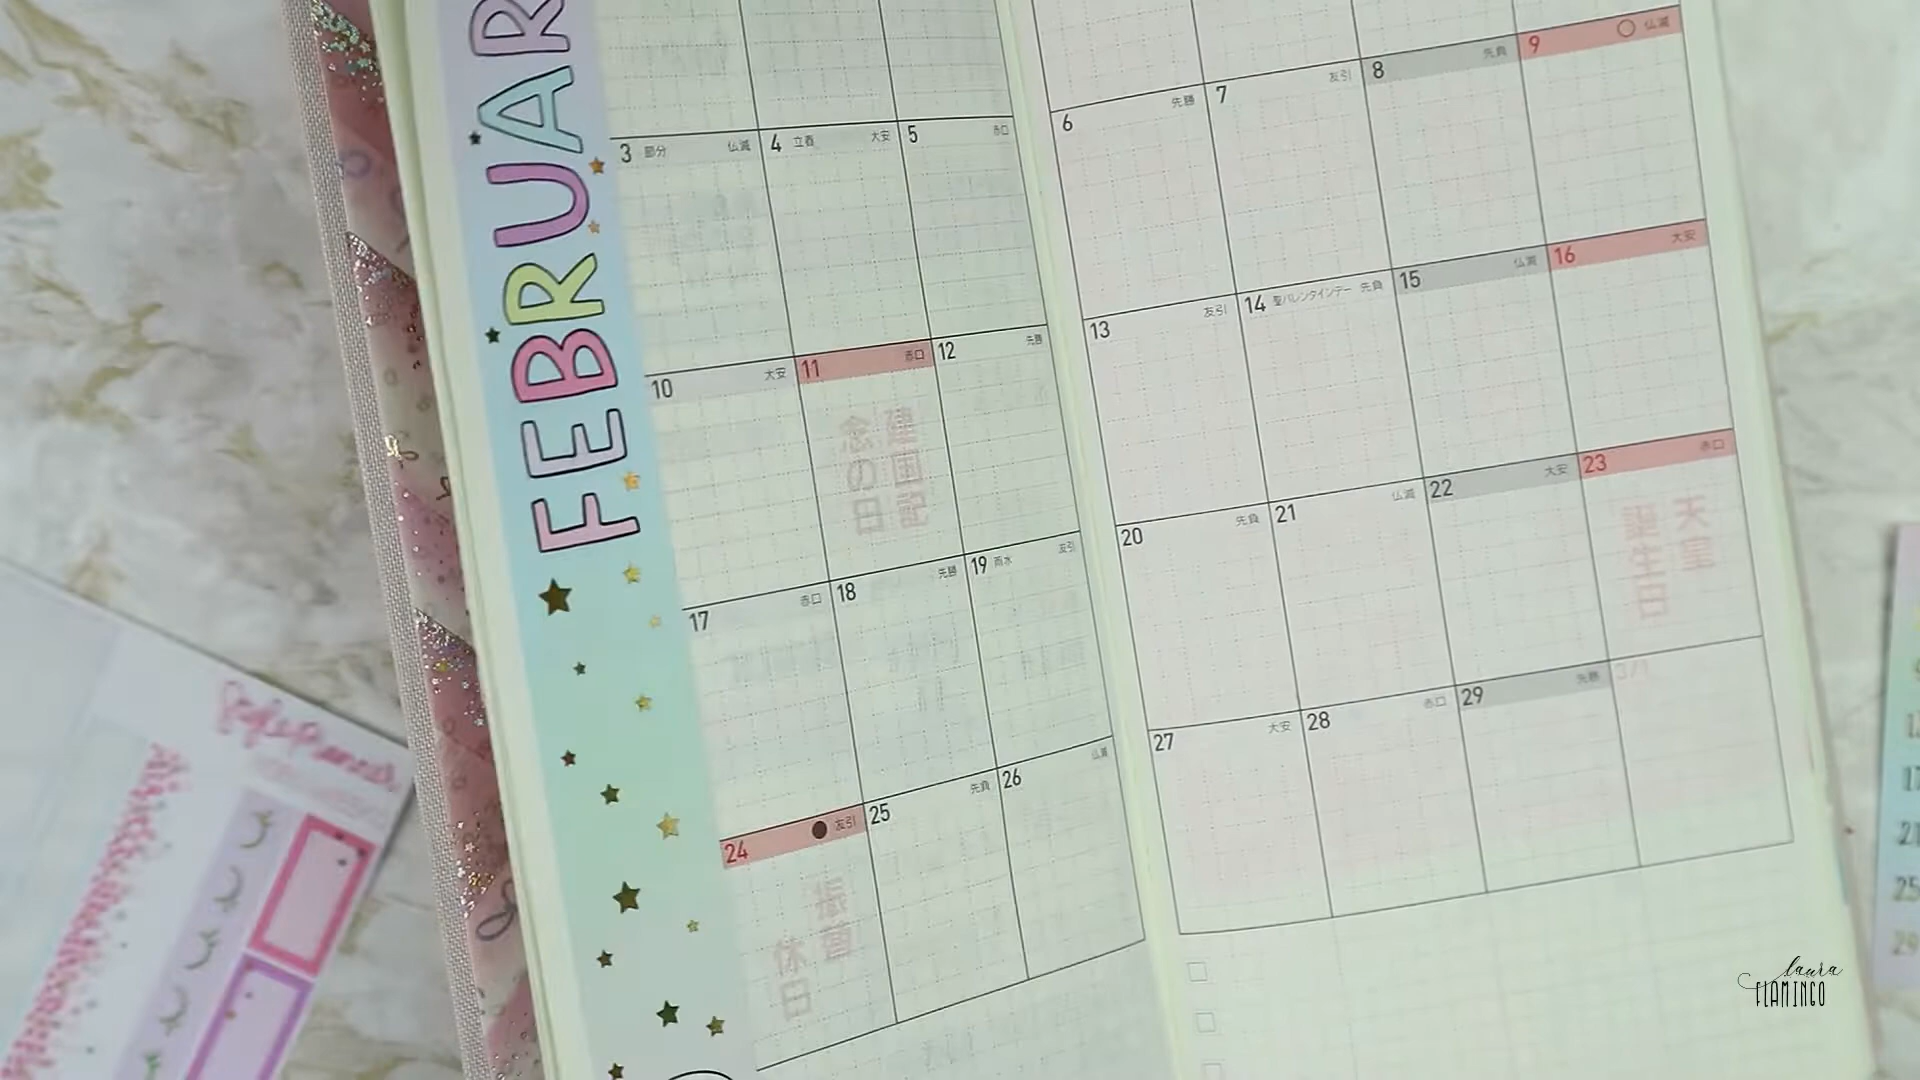 FEBRUAR
9 ○ 仏滅
6 先勝
7 友引
8 先負
3 節分 仏滅
4 立春 大安
5 赤口
13 友引
14 聖バレンタインデー 先負
15 仏滅
16 大安
10 大安
11 赤口
建国記
念の日
12 先勝
20 先負
21 仏滅
22 大安
23 赤口
天皇
誕生日
17 赤口
18 先勝
19 雨水 友引
27 大安
28 赤口
29 先勝
3/1
24 ● 友引
振替
休日
25 先負
26 仏滅
21
25
29
laura
FLAMINGO